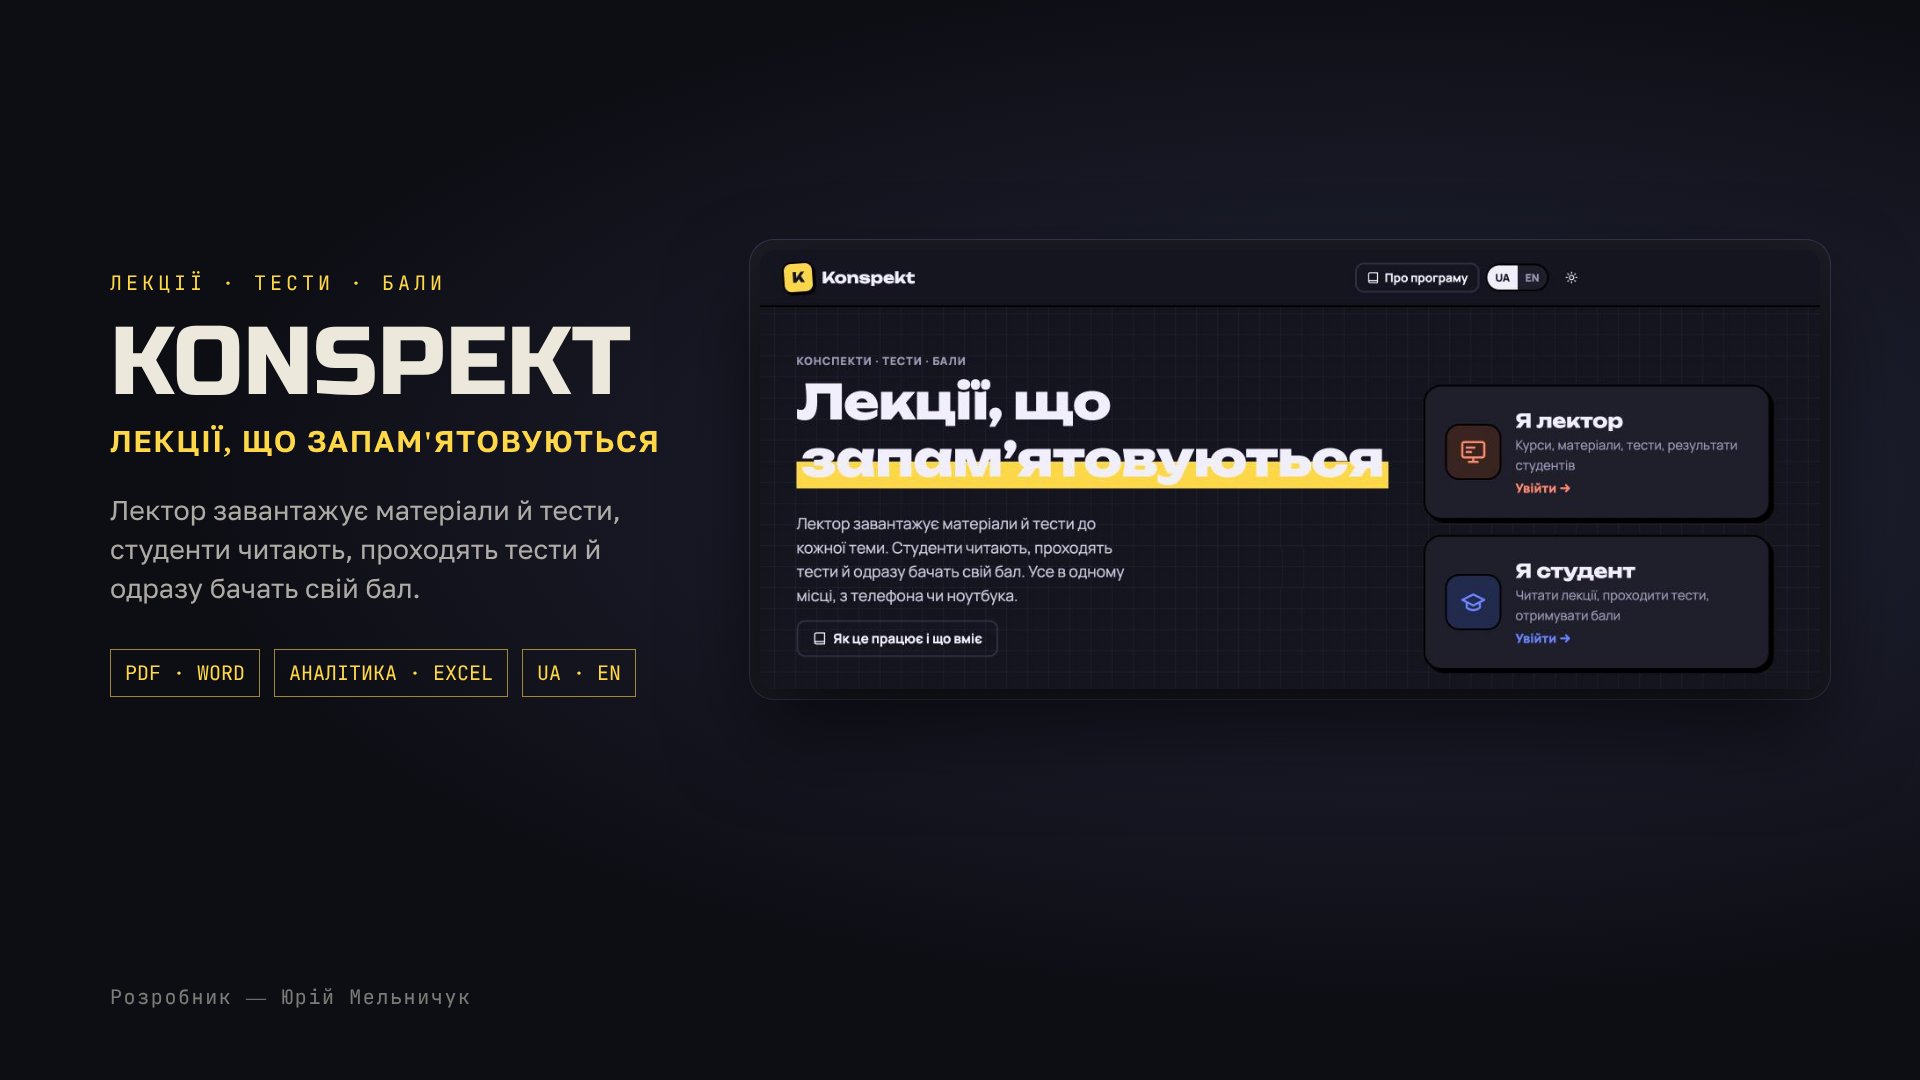 ЛЕКЦІЇ · ТЕСТИ · БАЛИ
KONSPEKT
ЛЕКЦІЇ, ЩО ЗАПАМ'ЯТОВУЮТЬСЯ
Лектор завантажує матеріали й тести,
студенти читають, проходять тести й
одразу бачать свій бал.
PDF · WORD
АНАЛІТИКА · EXCEL
UA · EN
Розробник — Юрій Мельничук
K Konspekt
Про програму
UA EN
КОНСПЕКТИ · ТЕСТИ · БАЛИ
Лекції, що
запам’ятовуються
Лектор завантажує матеріали й тести до
кожної теми. Студенти читають, проходять
тести й одразу бачать свій бал. Усе в одному
місці, з телефона чи ноутбука.
Як це працює і що вміє
Я лектор
Курси, матеріали, тести, результати
студентів
Увійти →
Я студент
Читати лекції, проходити тести,
отримувати бали
Увійти →